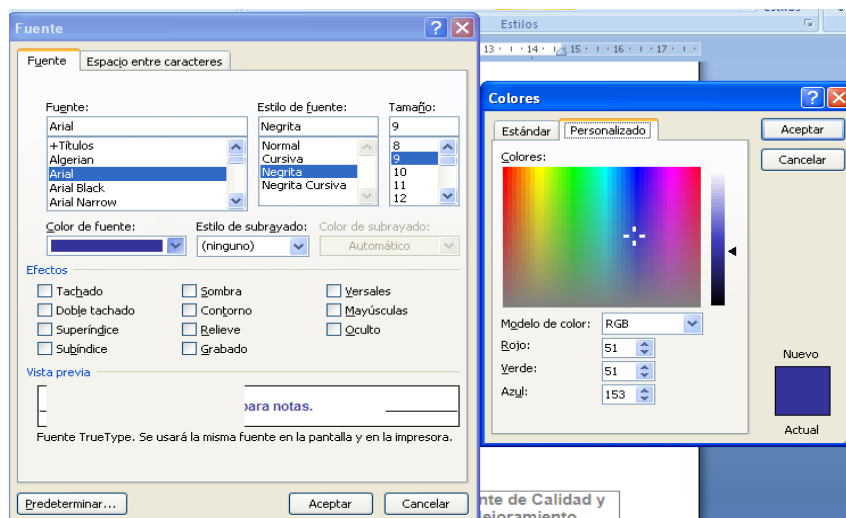 Estilos
Estilos
13 14 15 16 17
Fuente
Fuente Espacio entre caracteres
Fuente: Estilo de fuente: Tamaño:
Arial Negrita 9
+Títulos Normal 8
Algerian Cursiva 9
Arial Negrita 10
Arial Black Negrita Cursiva 11
Arial Narrow 12
Color de fuente: Estilo de subrayado: Color de subrayado:
(ninguno) Automático
Efectos
Tachado Sombra Versales
Doble tachado Contorno Mayúsculas
Superíndice Relieve Oculto
Subíndice Grabado
Vista previa
para notas.
Fuente TrueType. Se usará la misma fuente en la pantalla y en la impresora.
Predeterminar... Aceptar Cancelar
Colores
Estándar Personalizado
Aceptar
Cancelar
Colores:
Modelo de color: RGB
Rojo: 51
Verde: 51
Azul: 153
Nuevo
Actual
nte de Calidad y
ejoramiento